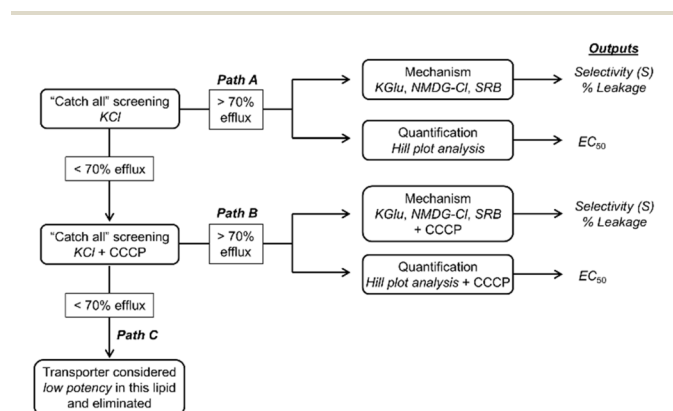 Outputs
Path A
"Catch all" screening
KCl
> 70%
efflux
Mechanism
KGlu, NMDG-Cl, SRB
Selectivity (S)
% Leakage
Quantification
Hill plot analysis
EC50
< 70% efflux
Path B
"Catch all" screening
KCl + CCCP
> 70%
efflux
Mechanism
KGlu, NMDG-Cl, SRB
+ CCCP
Selectivity (S)
% Leakage
Quantification
Hill plot analysis + CCCP
EC50
< 70% efflux
Path C
Transporter considered
low potency in this lipid
and eliminated